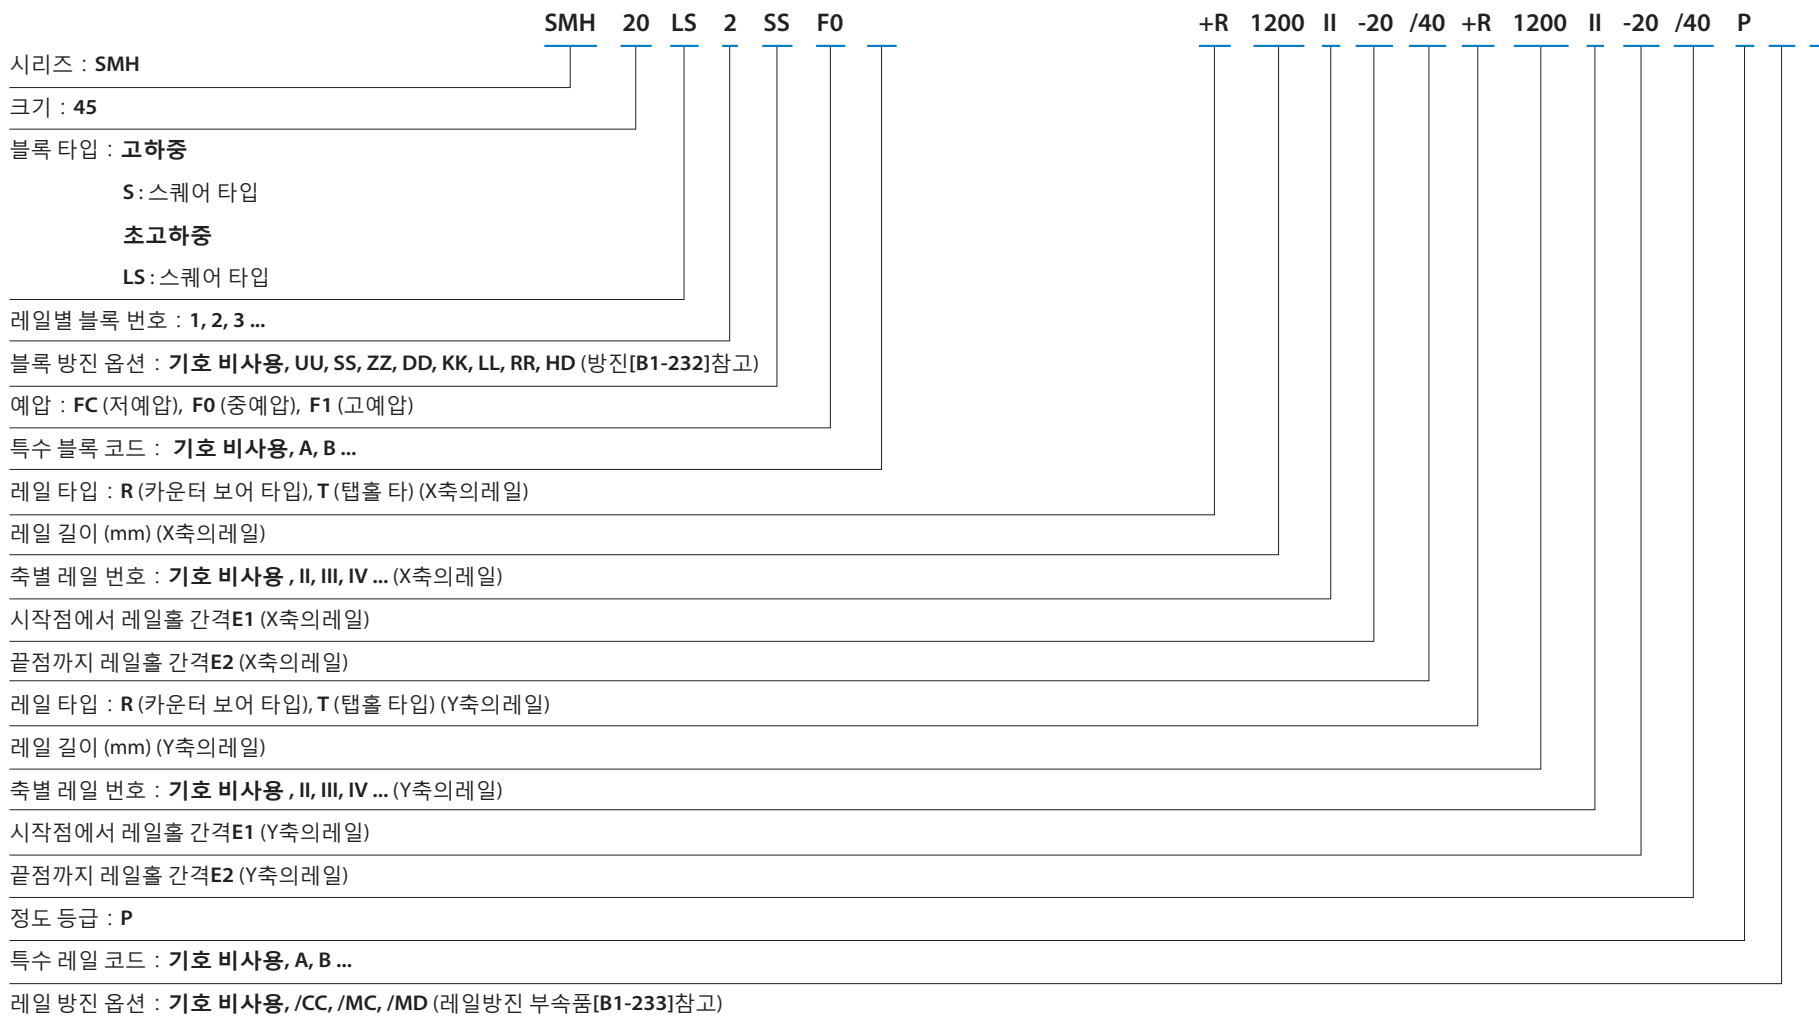 SMH 20 LS 2 SS F0 +R 1200 II -20 /40 +R 1200 II -20 /40 P
시리즈 : SMH
크기 : 45
블록 타입 : 고하중
S : 스퀘어 타입
초고하중
LS : 스퀘어 타입
레일별 블록 번호 : 1, 2, 3 ...
블록 방진 옵션 : 기호 비사용, UU, SS, ZZ, DD, KK, LL, RR, HD (방진[B1-232]참고)
예압 : FC (저예압), F0 (중예압), F1 (고예압)
특수 블록 코드 : 기호 비사용, A, B ...
레일 타입 : R (카운터 보어 타입), T (탭홀 타) (X축의레일)
레일 길이 (mm) (X축의레일)
축별 레일 번호 : 기호 비사용 , II, III, IV ... (X축의레일)
시작점에서 레일홀 간격E1 (X축의레일)
끝점까지 레일홀 간격E2 (X축의레일)
레일 타입 : R (카운터 보어 타입), T (탭홀 타입) (Y축의레일)
레일 길이 (mm) (Y축의레일)
축별 레일 번호 : 기호 비사용 , II, III, IV ... (Y축의레일)
시작점에서 레일홀 간격E1 (Y축의레일)
끝점까지 레일홀 간격E2 (Y축의레일)
정도 등급 : P
특수 레일 코드 : 기호 비사용, A, B ...
레일 방진 옵션 : 기호 비사용, /CC, /MC, /MD (레일방진 부속품[B1-233]참고)